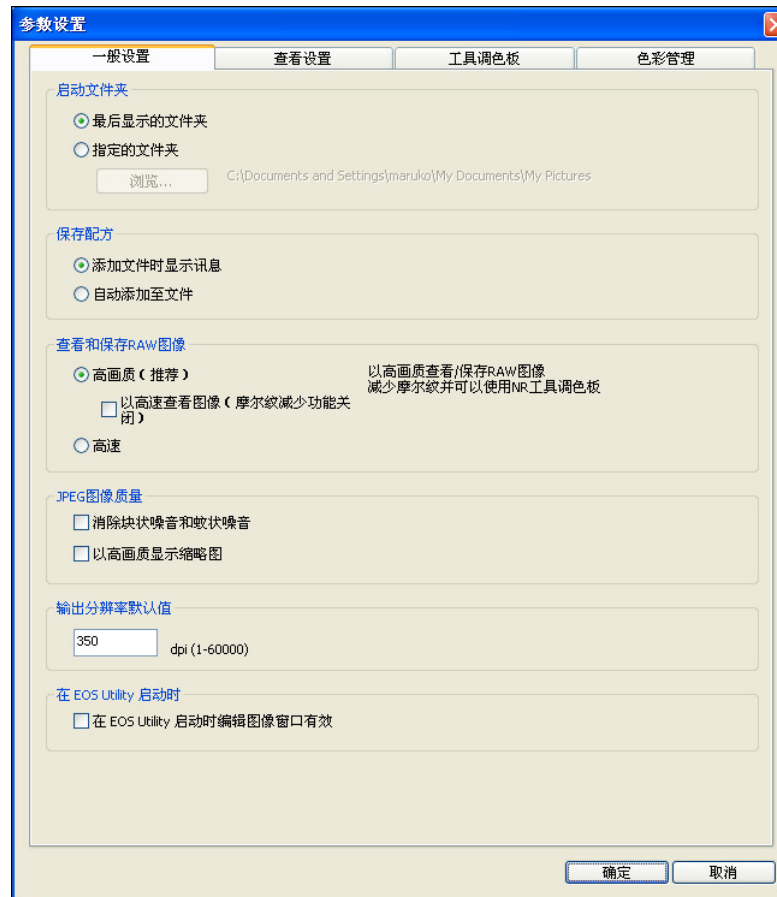 参数设置
一般设置
查看设置
工具调色板
色彩管理
启动文件夹
最后显示的文件夹
指定的文件夹
浏览...
C:\Documents and Settings\maruko\My Documents\My Pictures
保存配方
添加文件时显示讯息
自动添加至文件
查看和保存RAW图像
高画质(推荐)
以高画质查看/保存RAW图像
减少摩尔纹并可以使用NR工具调色板
以高速查看图像(摩尔纹减少功能关
闭)
高速
JPEG图像质量
消除块状噪音和蚊状噪音
以高画质显示缩略图
输出分辨率默认值
350
dpi (1-60000)
在 EOS Utility 启动时
在 EOS Utility 启动时编辑图像窗口有效
确定
取消